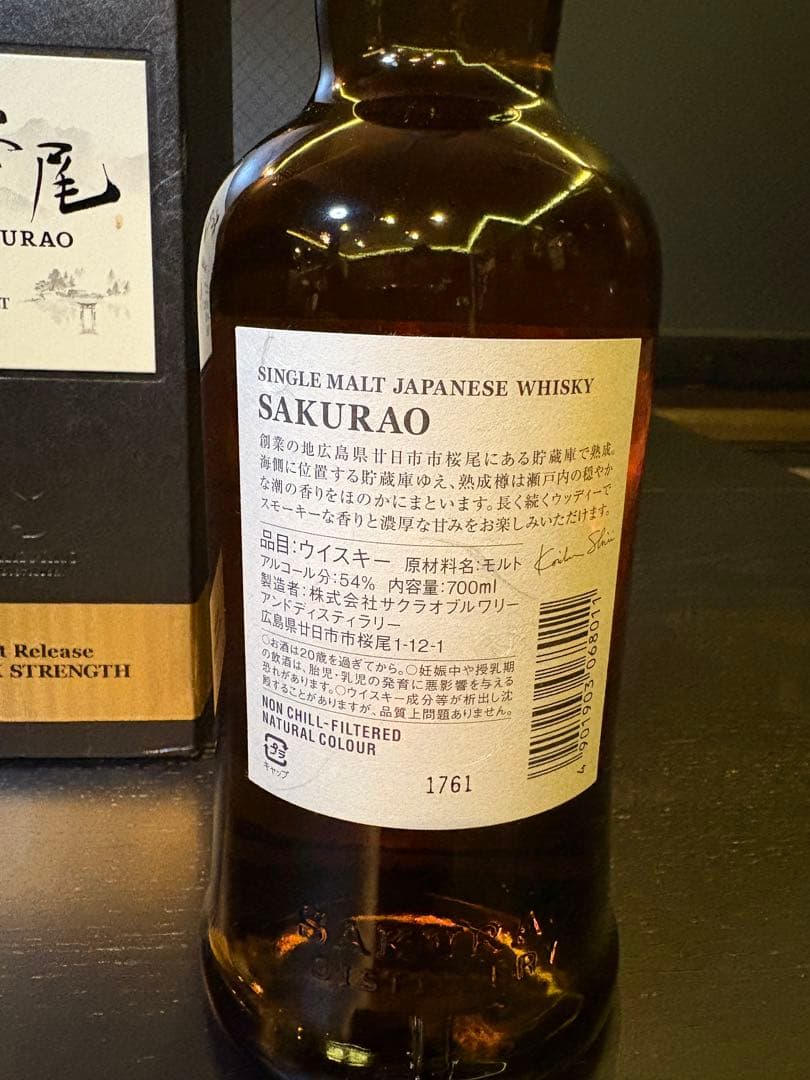 尾
URAO
T
t Release
STRENGTH
SINGLE MALT JAPANESE WHISKY
SAKURAO
創業の地広島県廿日市市桜尾にある貯蔵庫で熟成。
海側に位置する貯蔵庫ゆえ、熟成樽は瀬戸内の穏やか
な潮の香りをほのかにまといます。長く続くウッディーで
スモーキーな香りと濃厚な甘みをお楽しみいただけます。
品目:ウイスキー 原材料名:モルト
アルコール分:54% 内容量:700ml
製造者:株式会社サクラオブルワリー
アンドディスティラリー
広島県廿日市市桜尾1-12-1
○お酒は20歳を過ぎてから。○妊娠中や授乳期
の飲酒は、胎児・乳児の発育に悪影響を与える
恐れがあります。○ウイスキー成分等が析出し沈
殿することがありますが、品質上問題ありません。
NON CHILL-FILTERED
NATURAL COLOUR
プラ
キャップ
1761
4901903068011
SAKURA
DISTILLERY